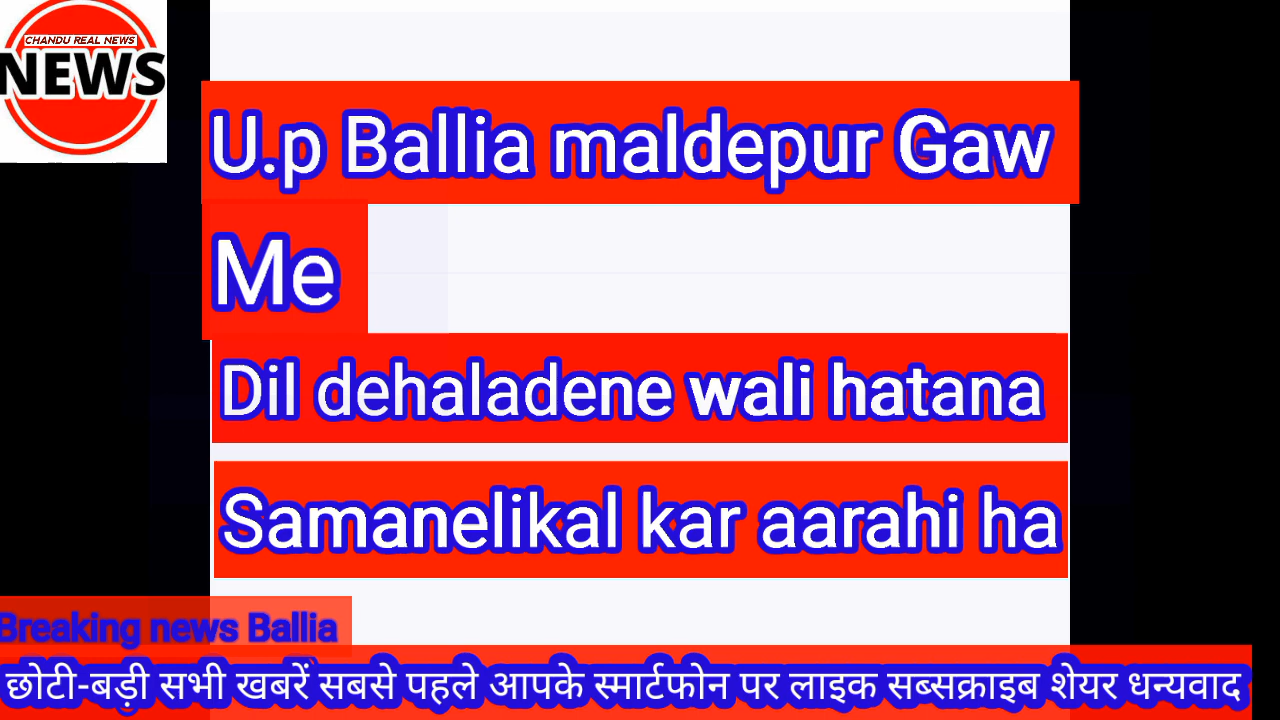 CHANDU REAL NEWS
NEWS
U.p Ballia maldepur Gaw
Me
Dil dehaladene wali hatana
Samanelikal kar aarahi ha
Breaking news Ballia
छोटी-बड़ी सभी खबरें सबसे पहले आपके स्मार्टफोन पर लाइक सब्सक्राइब शेयर धन्यवाद